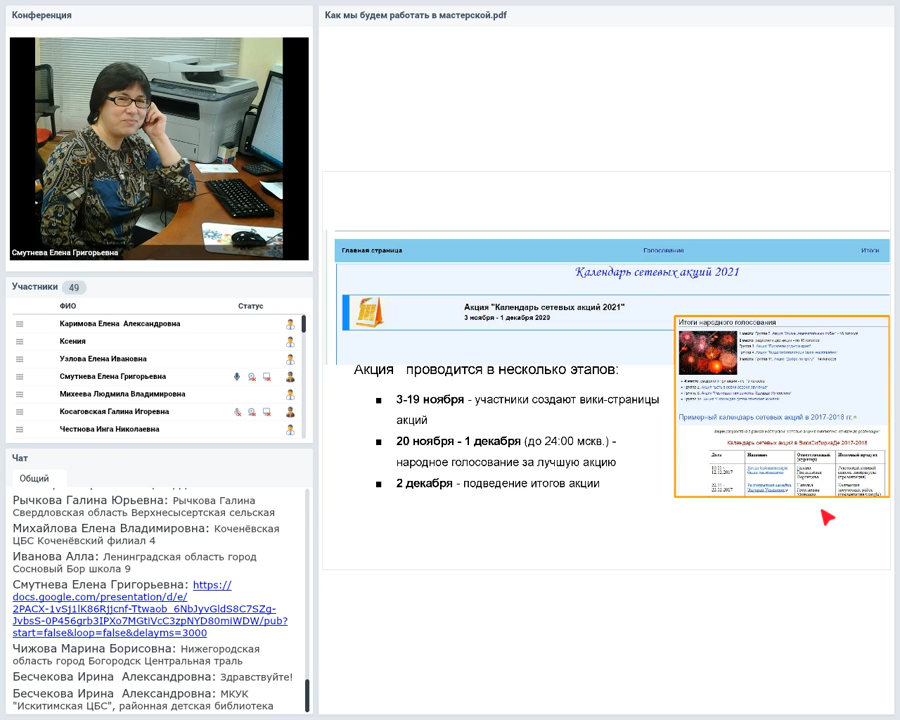 Конференция
Смутнева Елена Григорьевна
Участники 49
ФИО Статус
Каримова Елена Александровна
Ксения
Узлова Елена Ивановна
Смутнева Елена Григорьевна
Михеева Людмила Владимировна
Косаговская Галина Игоревна
Честнова Инга Николаевна
Чат
Общий
Рычкова Галина Юрьевна: Рычкова Галина
Свердловская область Верхнесысертская сельская
Михайлова Елена Владимировна: Коченёвская
ЦБС Коченёвский филиал 4
Иванова Алла: Ленинградская область город
Сосновый Бор школа 9
Смутнева Елена Григорьевна: https://
docs.google.com/presentation/d/e/
2PACX-1vSj1lK86Rjjcnf-Ttwaob_6NbJyvGldS8C7SZg-
JvbsS-0P456grb3IPXo7MGtiVcC3zpNYD80miWDW/pub?
start=false&loop=false&delayms=3000
Чижова Марина Борисовна: Нижегородская
область город Богородск Центральная траль
Бесчекова Ирина Александровна: Здравствуйте!
Бесчекова Ирина Александровна: МКУК
"Искитимская ЦБС", районная детская библиотека
Как мы будем работать в мастерской.pdf
Главная страница Голосование Итоги
Календарь сетевых акций 2021
Акция "Календарь сетевых акций 2021"
3 ноября - 1 декабря 2020
Акция проводится в несколько этапов:
▪ 3-19 ноября - участники создают вики-страницы
акций
▪ 20 ноября - 1 декабря (до 24:00 мскв.) -
народное голосование за лучшую акцию
▪ 2 декабря - подведение итогов акции
Итоги народного голосования
Примерный календарь сетевых акций в 2017-2018 гг.
Календарь сетевых акций в ВикиСибириаДе 2017-2018
Дата Название